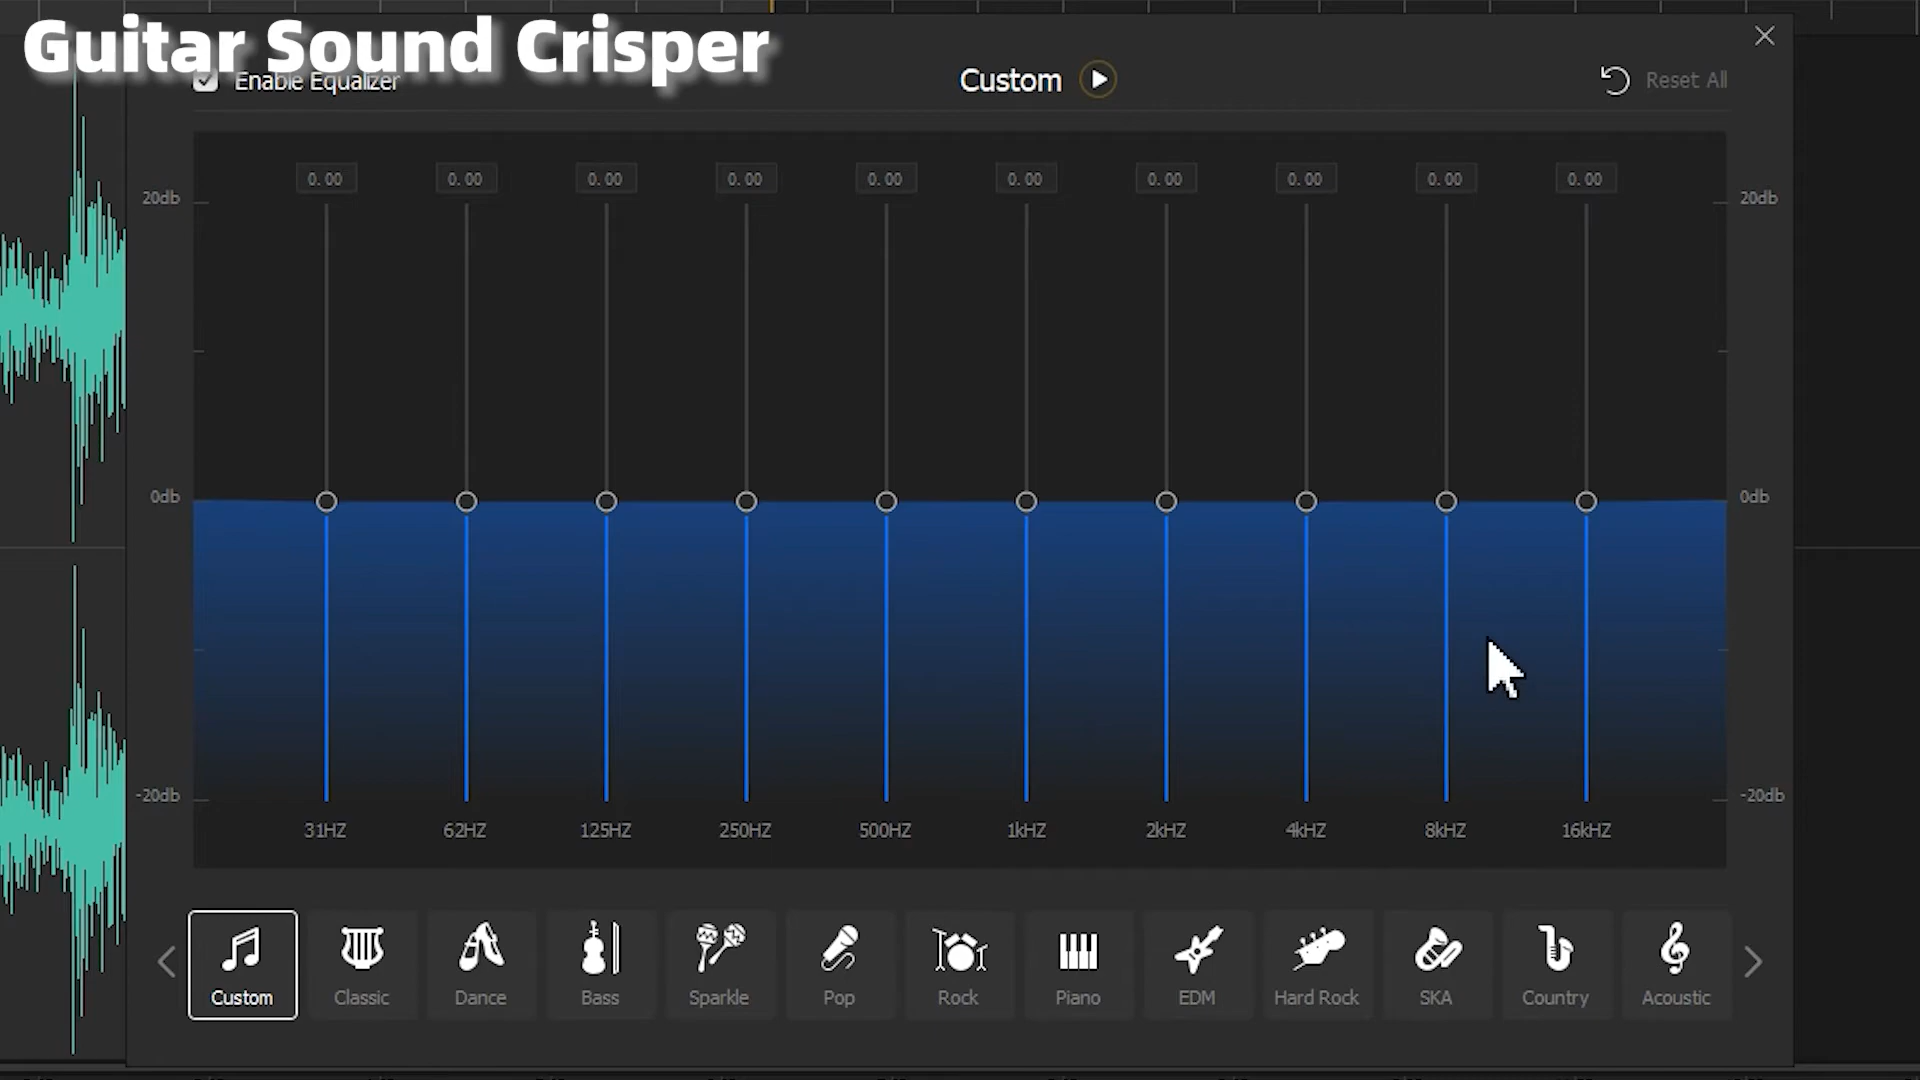 Guitar Sound Crisper
Enable Equalizer
Custom
Reset All
0.00 0.00 0.00 0.00 0.00 0.00 0.00 0.00 0.00 0.00
20db 20db
0db 0db
-20db -20db
31HZ 62HZ 125HZ 250HZ 500HZ 1kHZ 2kHZ 4kHZ 8kHZ 16kHZ
Custom Classic Dance Bass Sparkle Pop Rock Piano EDM Hard Rock SKA Country Acoustic